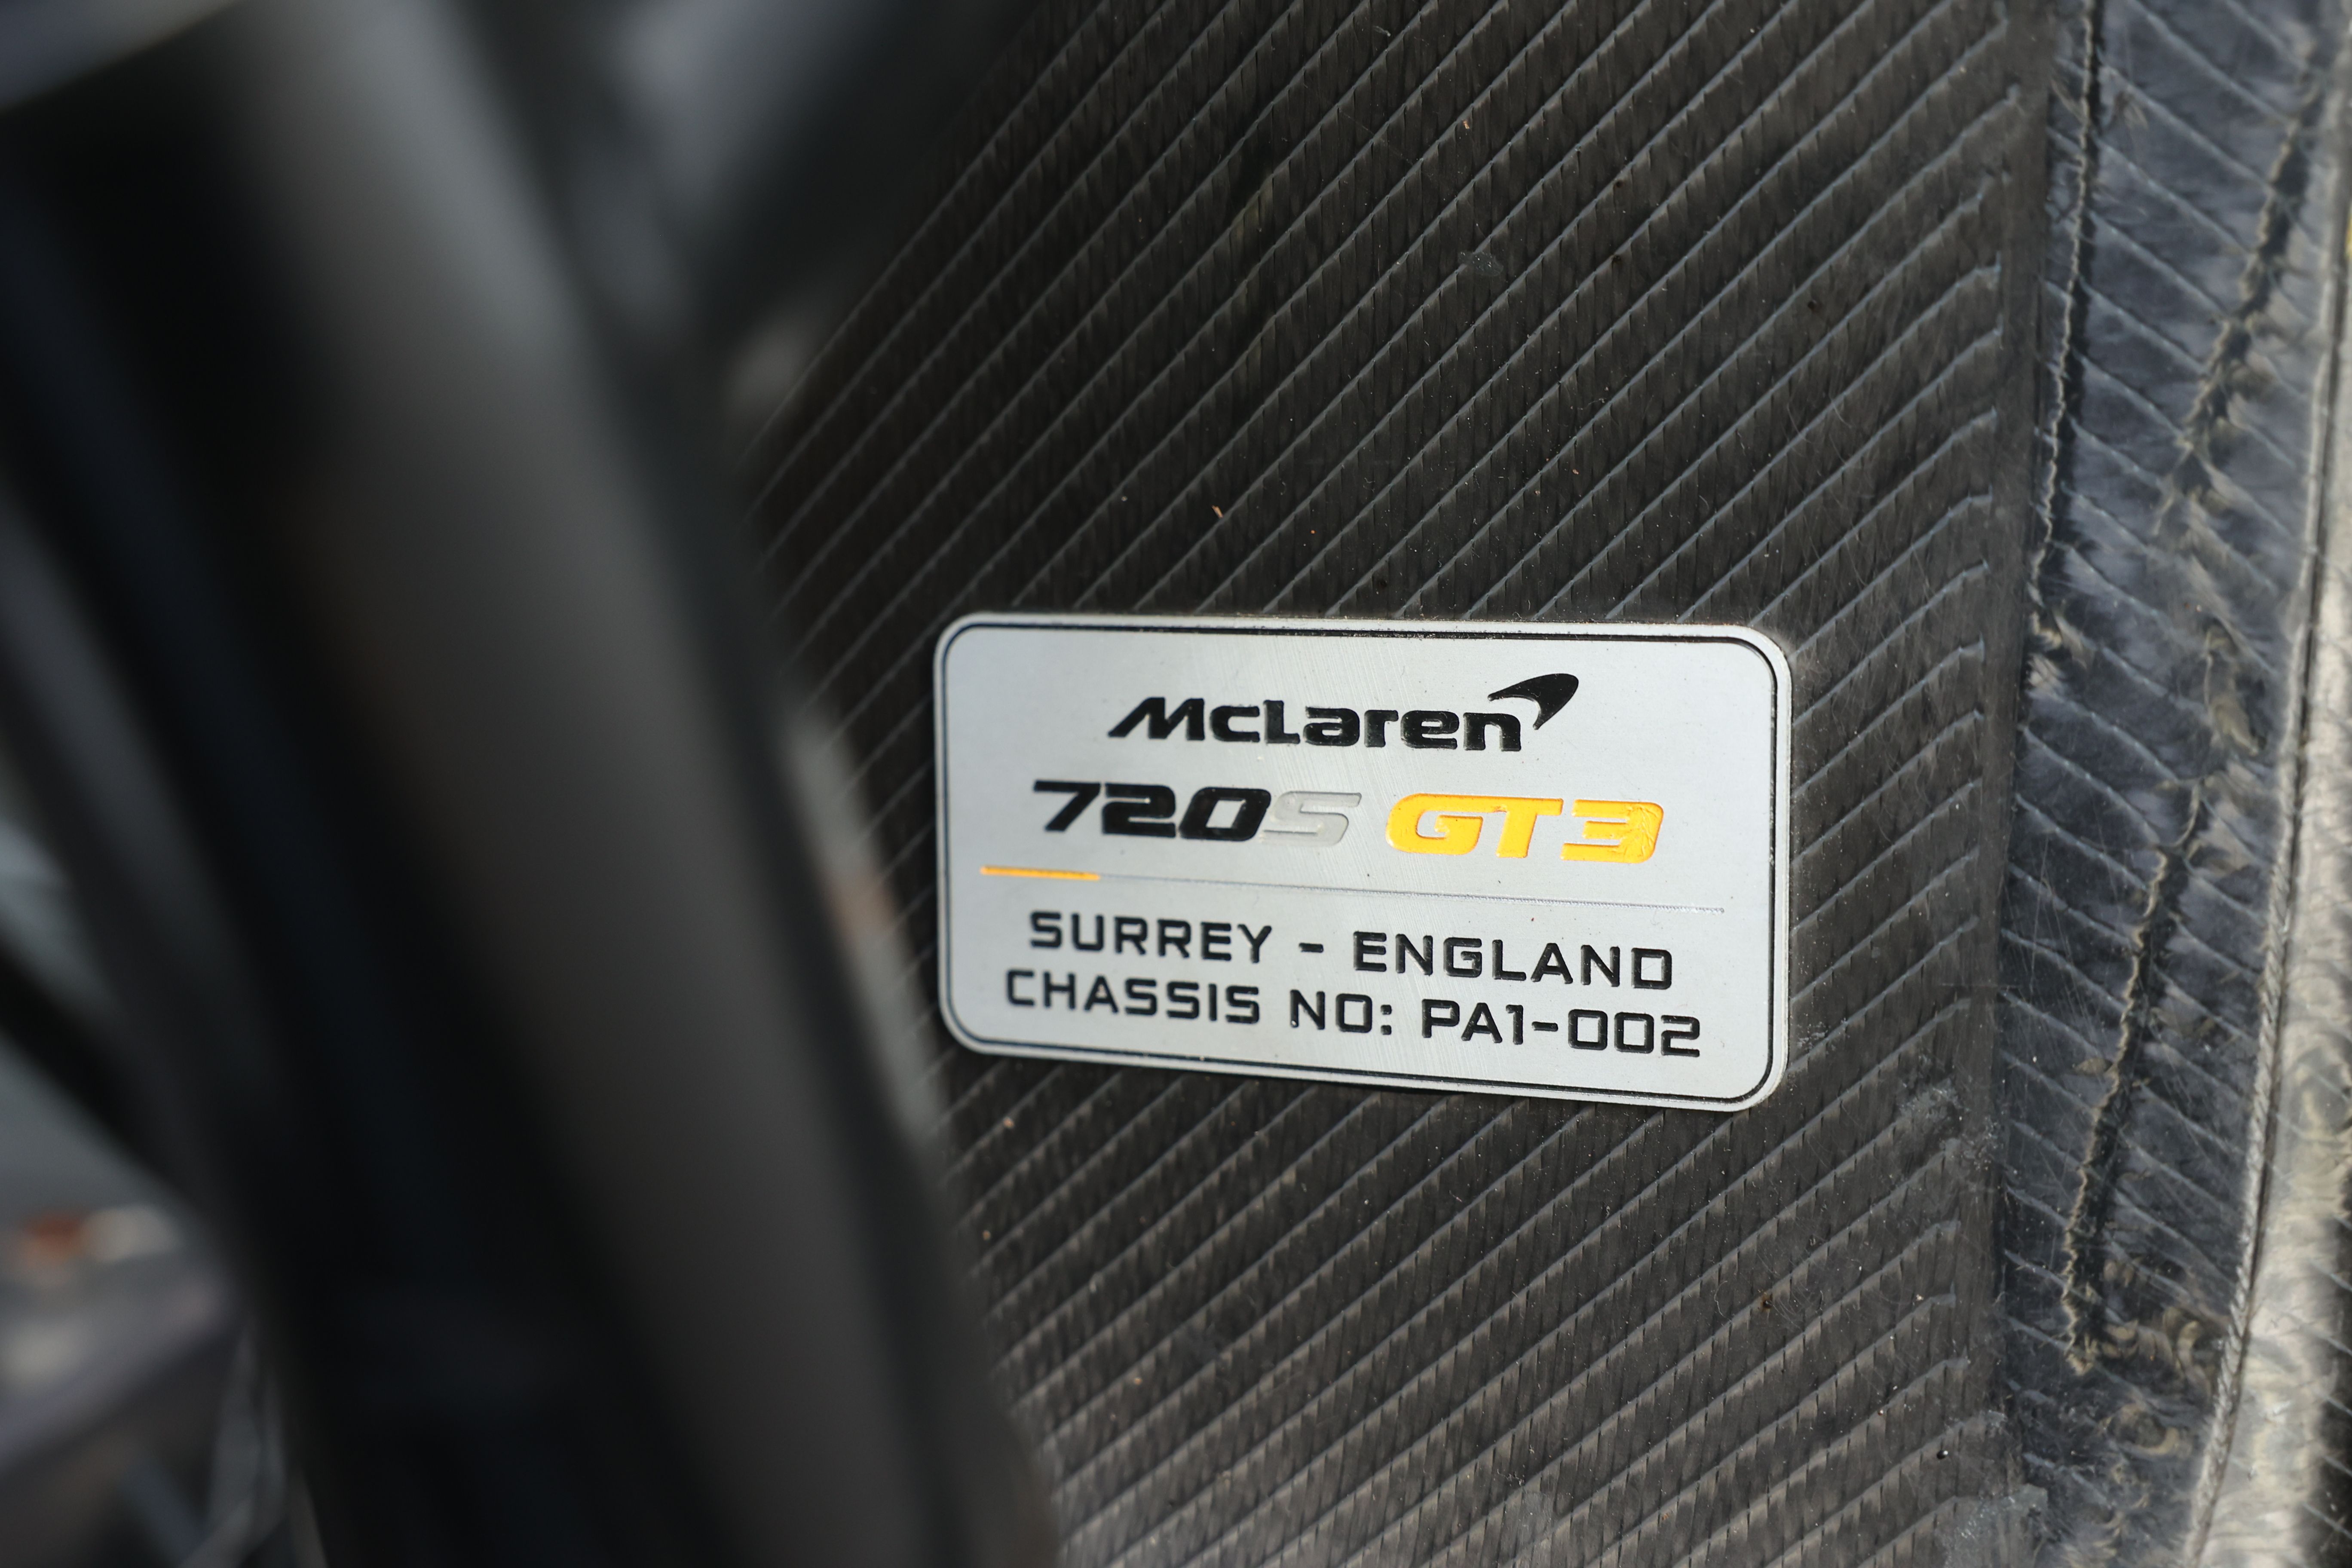 McLaren
720S GT3
SURREY - ENGLAND
CHASSIS NO: PA1-002